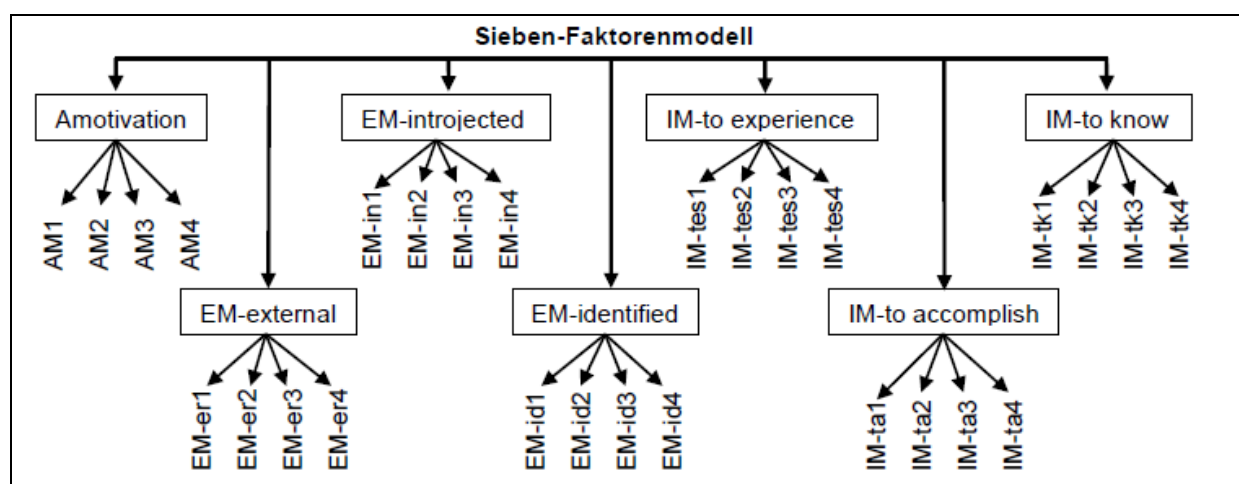 Sieben-Faktorenmodell
Amotivation
EM-introjected
IM-to experience
IM-to know
AM1
AM2
AM3
AM4
EM-in1
EM-in2
EM-in3
EM-in4
IM-tes1
IM-tes2
IM-tes3
IM-tes4
IM-tk1
IM-tk2
IM-tk3
IM-tk4
EM-external
EM-identified
IM-to accomplish
EM-er1
EM-er2
EM-er3
EM-er4
EM-id1
EM-id2
EM-id3
EM-id4
IM-ta1
IM-ta2
IM-ta3
IM-ta4